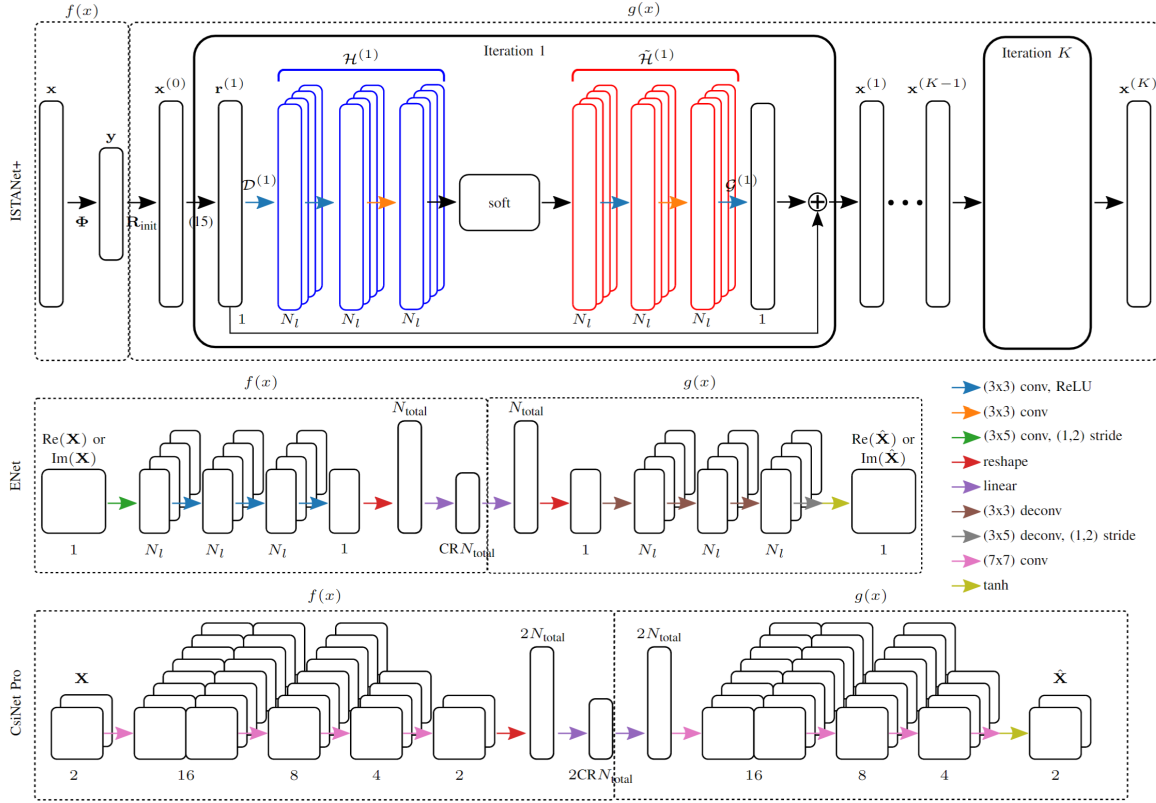 f(x)
g(x)
ISTANet+
Iteration 1
Iteration K
𝓗^(1)
𝓗̃^(1)
x
y
x^(0)
r^(1)
x^(1)
x^(K−1)
x^(K)
𝒟^(1)
soft
𝒢^(1)
Φ
R_init
(15)
1
N_l
N_l
N_l
N_l
N_l
N_l
1
f(x)
g(x)
ENet
Re(X) or
Im(X)
N_total
N_total
Re(X̂) or
Im(X̂)
1
N_l
N_l
N_l
1
CRN_total
1
N_l
N_l
N_l
1
(3x3) conv, ReLU
(3x3) conv
(3x5) conv, (1,2) stride
reshape
linear
(3x3) deconv
(3x5) deconv, (1,2) stride
(7x7) conv
tanh
f(x)
g(x)
CsiNet Pro
X
2N_total
2N_total
X̂
2
16
8
4
2
2CRN_total
16
8
4
2